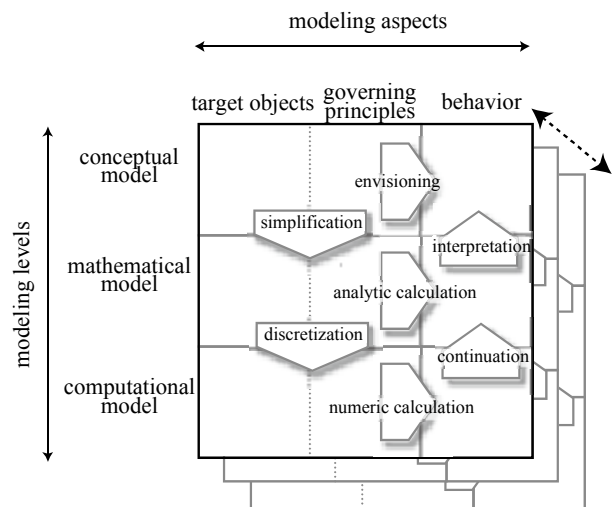 modeling aspects
target objects
governing
principles
behavior
modeling levels
conceptual
model
envisioning
simplification
interpretation
mathematical
model
analytic calculation
discretization
continuation
computational
model
numeric calculation